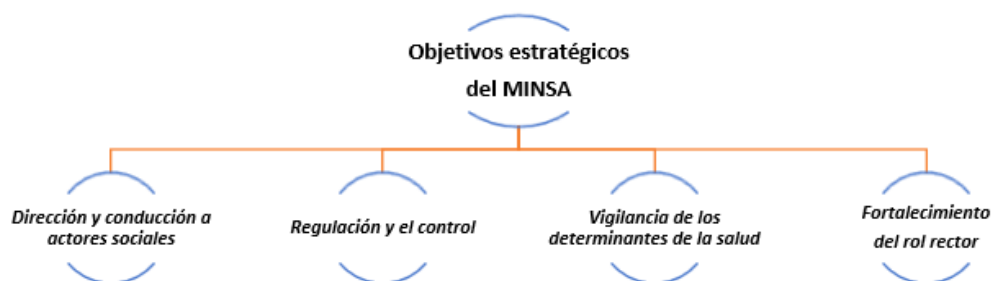 Objetivos estratégicos
del MINSA
Dirección y conducción a
actores sociales
Regulación y el control
Vigilancia de los
determinantes de la salud
Fortalecimiento
del rol rector